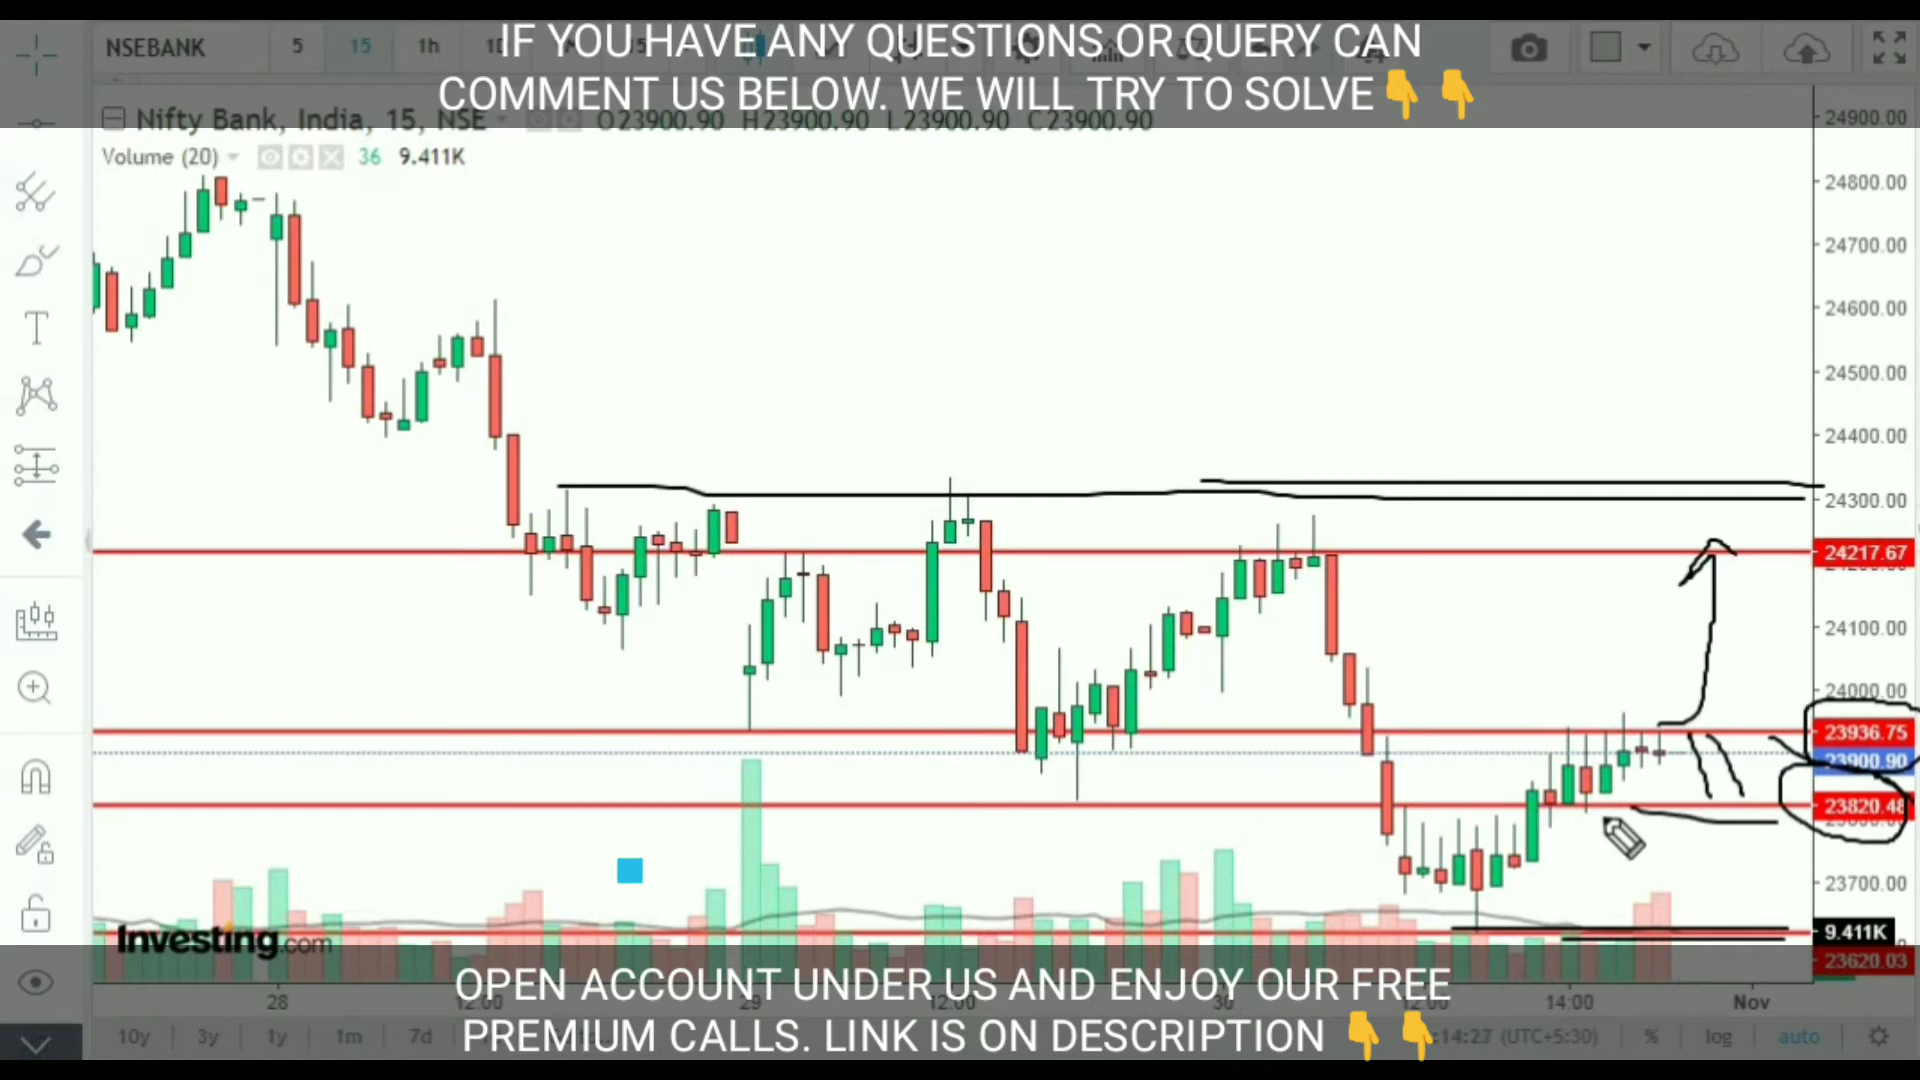 IF YOU HAVE ANY QUESTIONS OR QUERY CAN
COMMENT US BELOW. WE WILL TRY TO SOLVE👇👇
NSEBANK 5 15 1h
Nifty Bank, India, 15, NSE O23900.90 H23900.90 L23900.90 C23900.90
Volume (20) 36 9.411K
24900.00
24800.00
24700.00
24600.00
24500.00
24400.00
24300.00
24217.67
24100.00
24000.00
23936.75
23900.90
23820.48
23700.00
9.411K
23620.03
Investing.com
28 12:00 29 12:00 30 12:00 14:00 Nov
OPEN ACCOUNT UNDER US AND ENJOY OUR FREE
PREMIUM CALLS. LINK IS ON DESCRIPTION 👇👇
10y 3y 1y 1m 7d :14:27 (UTC+5:30) % log auto